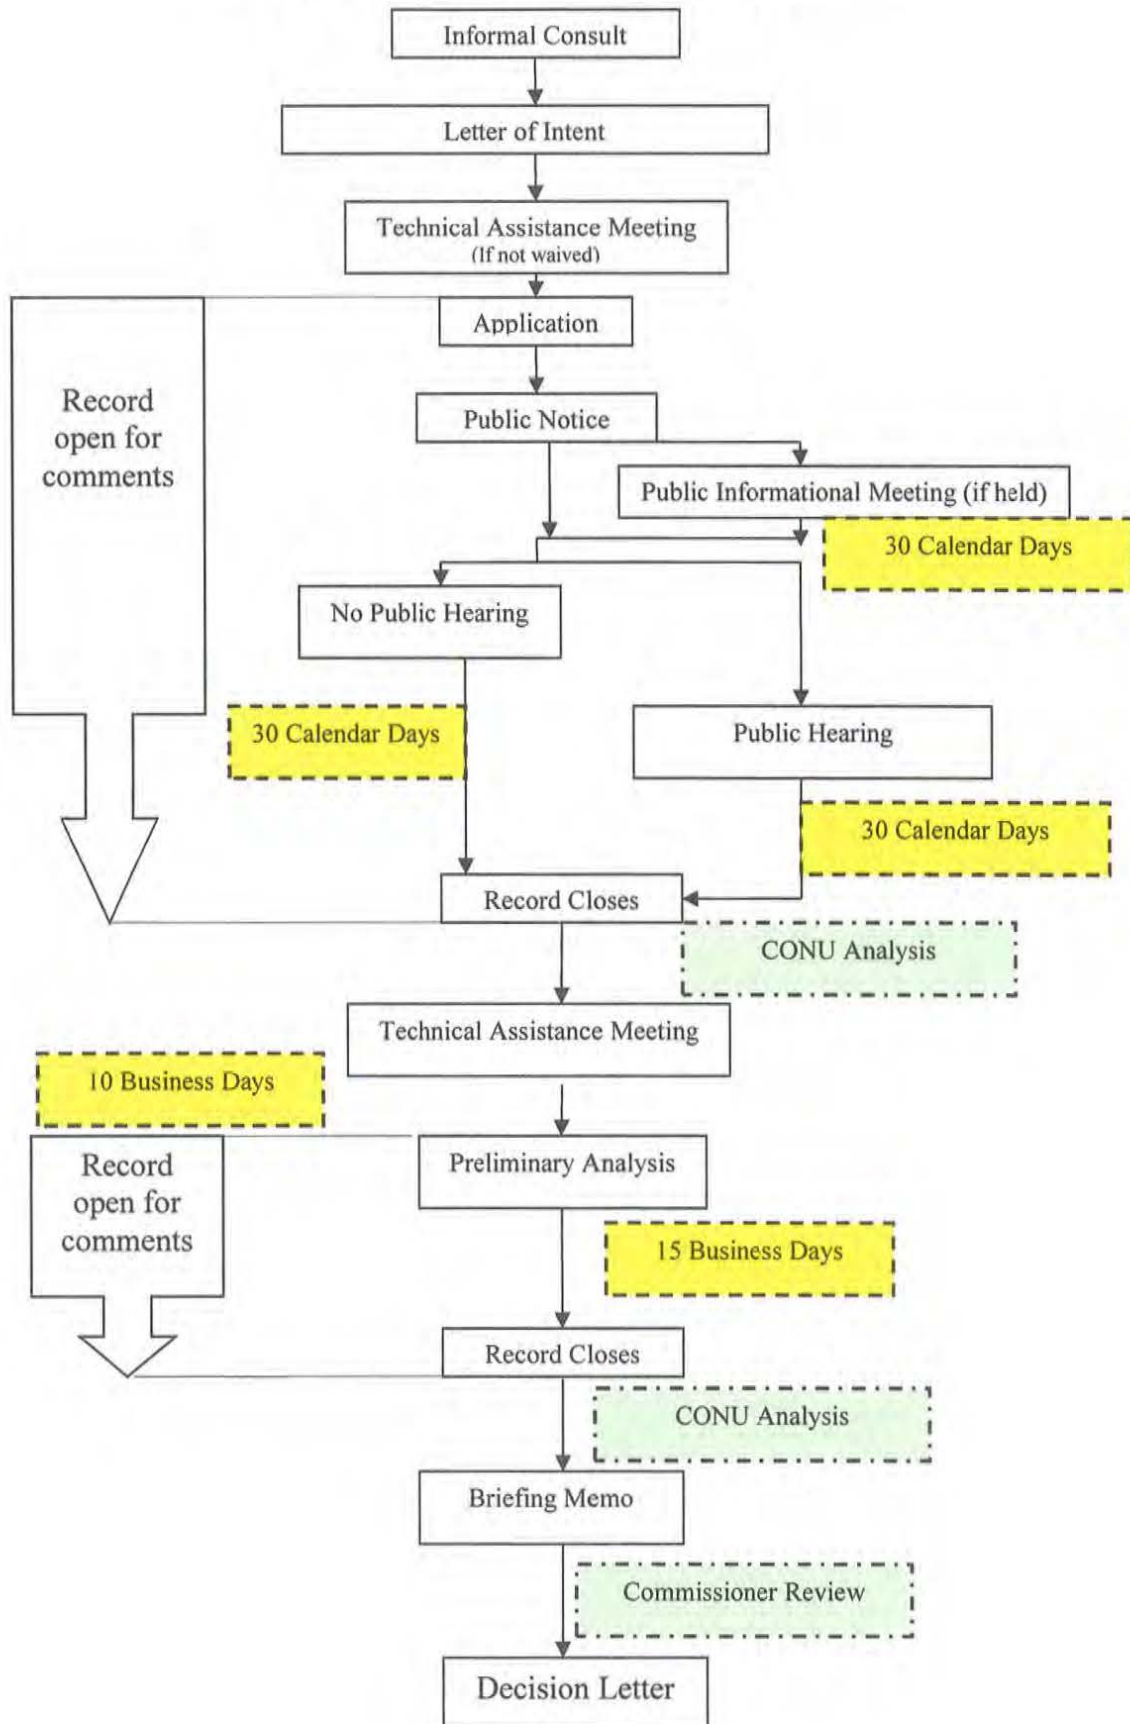 Informal Consult
Letter of Intent
Technical Assistance Meeting
(If not waived)
Application
Record
open for
comments
Public Notice
Public Informational Meeting (if held)
30 Calendar Days
No Public Hearing
30 Calendar Days
Public Hearing
30 Calendar Days
Record Closes
CONU Analysis
Technical Assistance Meeting
10 Business Days
Record
open for
comments
Preliminary Analysis
15 Business Days
Record Closes
CONU Analysis
Briefing Memo
Commissioner Review
Decision Letter